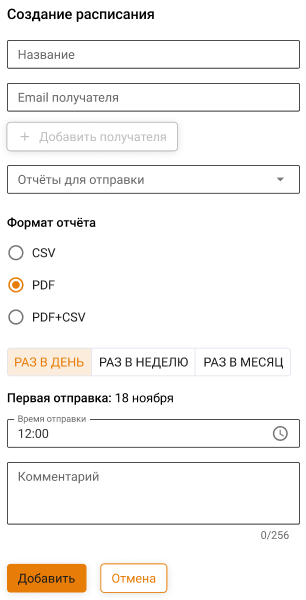 Создание расписания
Название
Email получателя
+ Добавить получателя
Отчёты для отправки
Формат отчёта
CSV
PDF
PDF+CSV
РАЗ В ДЕНЬ РАЗ В НЕДЕЛЮ РАЗ В МЕСЯЦ
Первая отправка: 18 ноября
Время отправки
12:00
Комментарий
0/256
Добавить Отмена